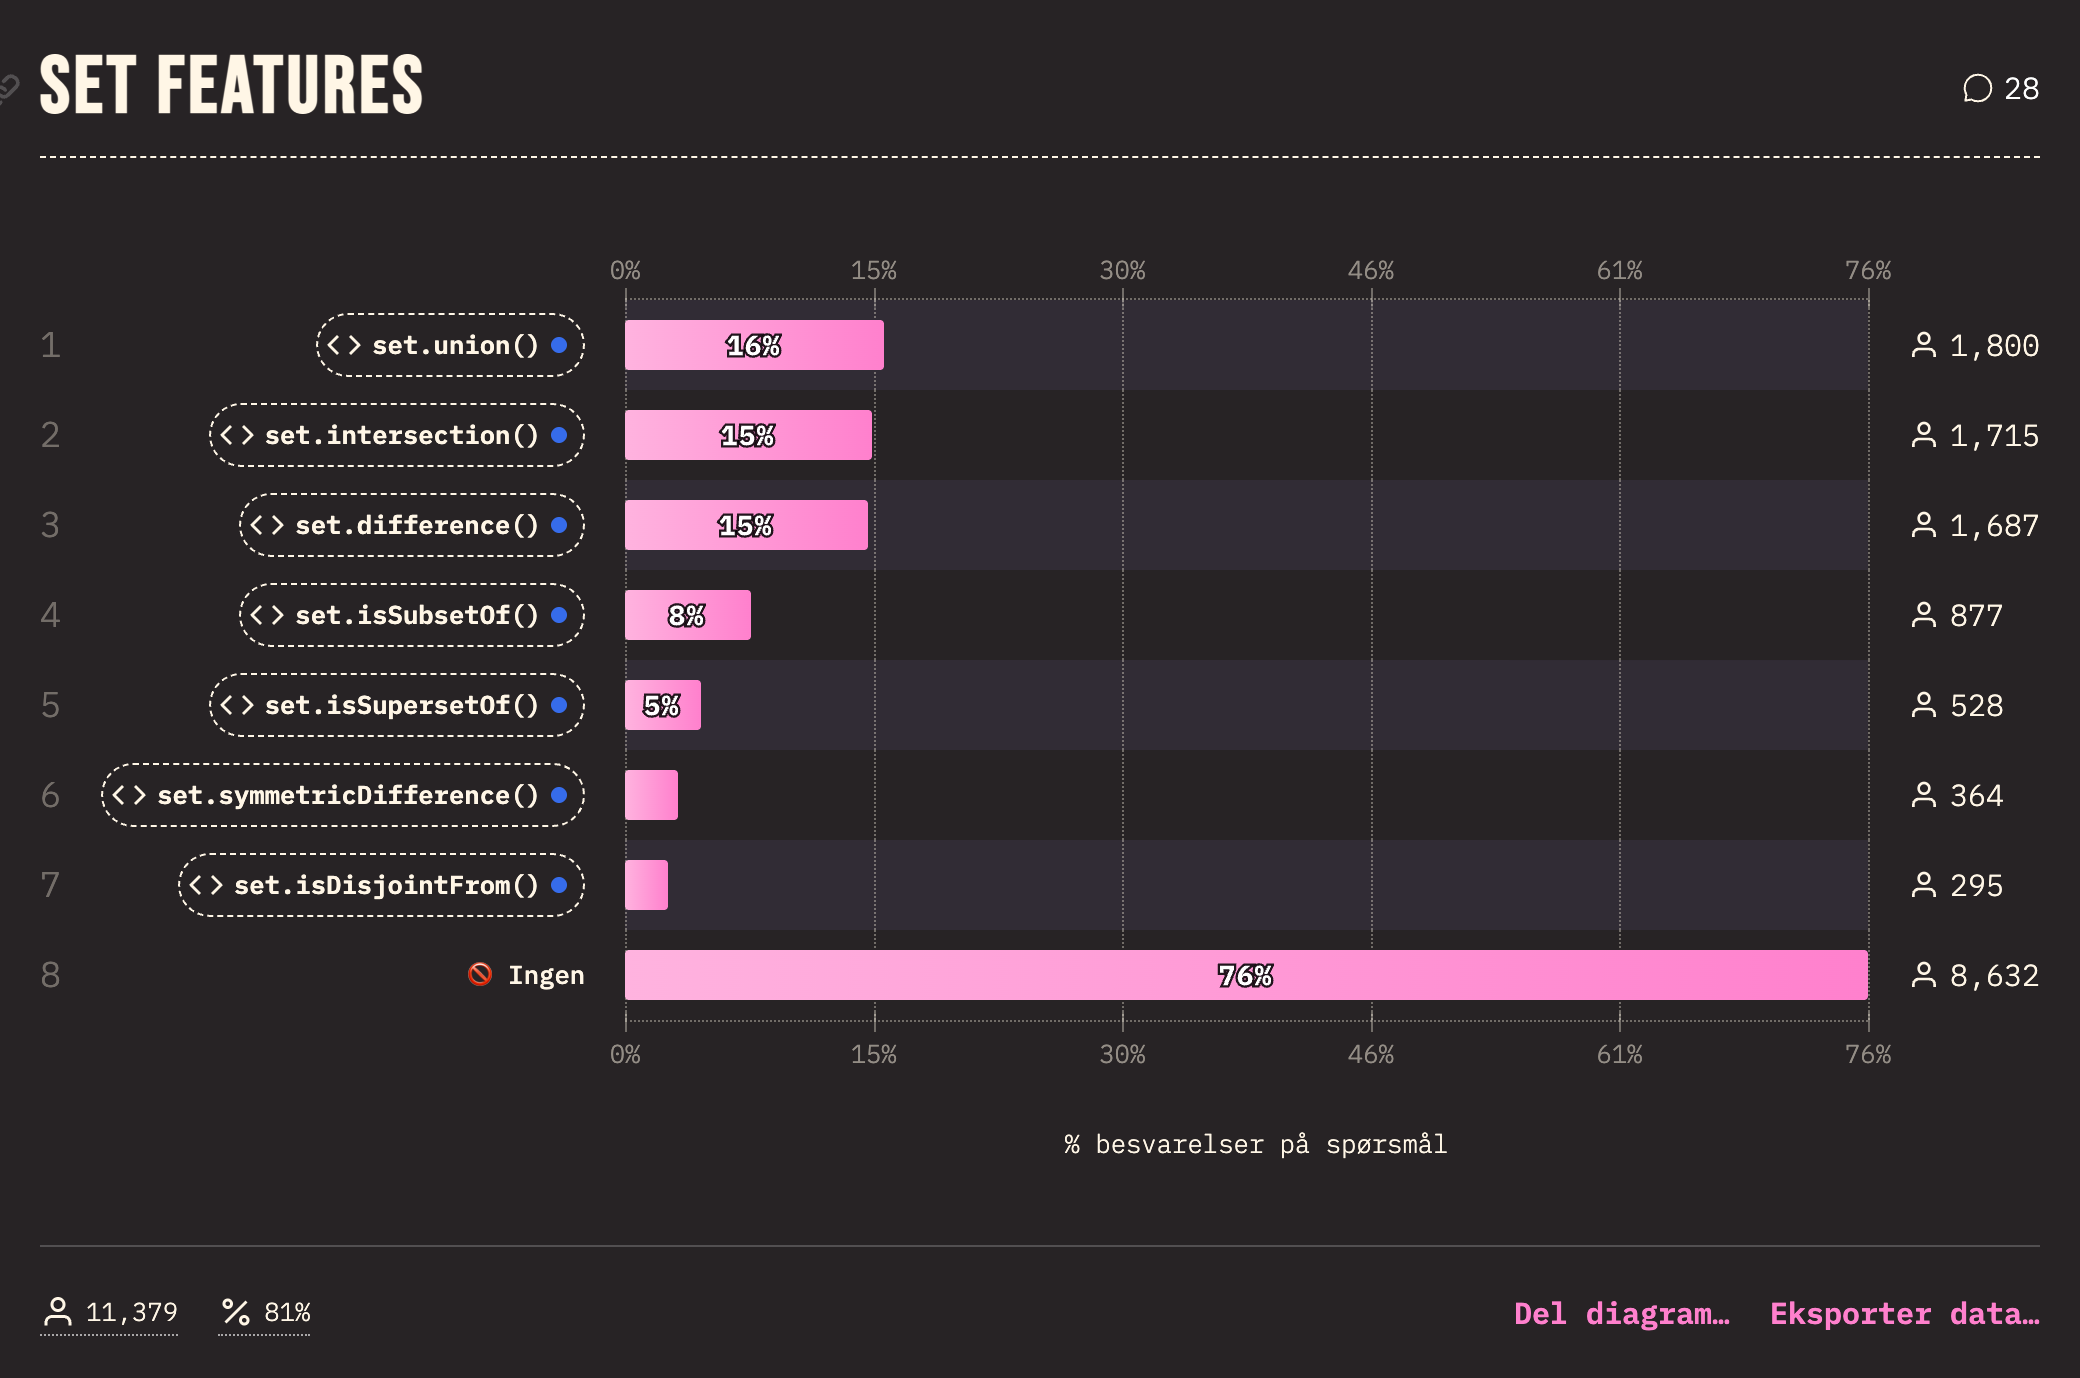 SET FEATURES
28
0% 15% 30% 46% 61% 76%
1 <> set.union() 16% 1,800
2 <> set.intersection() 15% 1,715
3 <> set.difference() 15% 1,687
4 <> set.isSubsetOf() 8% 877
5 <> set.isSupersetOf() 5% 528
6 <> set.symmetricDifference() 364
7 <> set.isDisjointFrom() 295
8 Ingen 76% 8,632
0% 15% 30% 46% 61% 76%
% besvarelser på spørsmål
11,379 % 81% Del diagram… Eksporter data…